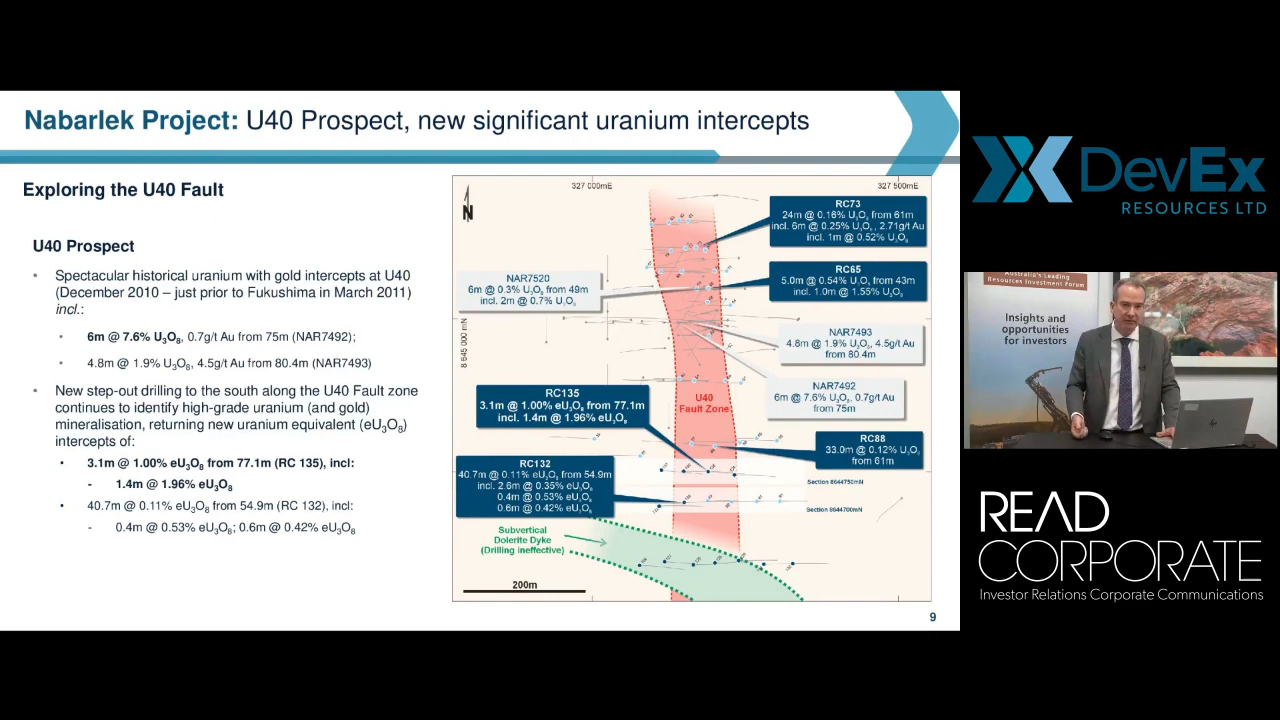 Nabarlek Project: U40 Prospect, new significant uranium intercepts
Exploring the U40 Fault
U40 Prospect
• Spectacular historical uranium with gold intercepts at U40
(December 2010 – just prior to Fukushima in March 2011)
incl.:
• 6m @ 7.6% U₃O₈, 0.7g/t Au from 75m (NAR7492);
• 4.8m @ 1.9% U₃O₈, 4.5g/t Au from 80.4m (NAR7493)
• New step-out drilling to the south along the U40 Fault zone
continues to identify high-grade uranium (and gold)
mineralisation, returning new uranium equivalent (eU₃O₈)
intercepts of:
• 3.1m @ 1.00% eU₃O₈ from 77.1m (RC 135), incl:
- 1.4m @ 1.96% eU₃O₈
• 40.7m @ 0.11% eU₃O₈ from 54.9m (RC 132), incl:
- 0.4m @ 0.53% eU₃O₈; 0.6m @ 0.42% eU₃O₈
327 000mE
327 500mE
N
8 645 000 mN
RC73
24m @ 0.16% U₃O₈ from 61m
incl. 6m @ 0.25% U₃O₈, 2.71g/t Au
incl. 1m @ 0.52% U₃O₈
NAR7520
6m @ 0.3% U₃O₈ from 49m
incl. 2m @ 0.7% U₃O₈
RC65
5.0m @ 0.54% U₃O₈ from 43m
incl. 1.0m @ 1.55% U₃O₈
NAR7493
4.8m @ 1.9% U₃O₈, 4.5g/t Au
from 80.4m
NAR7492
6m @ 7.6% U₃O₈, 0.7g/t Au
from 75m
RC135
3.1m @ 1.00% eU₃O₈ from 77.1m
incl. 1.4m @ 1.96% eU₃O₈
U40
Fault Zone
RC88
33.0m @ 0.12% U₃O₈
from 61m
RC132
40.7m @ 0.11% eU₃O₈ from 54.9m
incl. 2.6m @ 0.35% eU₃O₈
0.4m @ 0.53% eU₃O₈
0.6m @ 0.42% eU₃O₈
Section 8644750mN
Section 8644700mN
Subvertical
Dolerite Dyke
(Drilling ineffective)
200m
9
DevEx
RESOURCES LTD
Australia's Leading
Resources Investment Forum
Insights and
opportunities
for investors
READ
CORPORATE
Investor Relations Corporate Communications